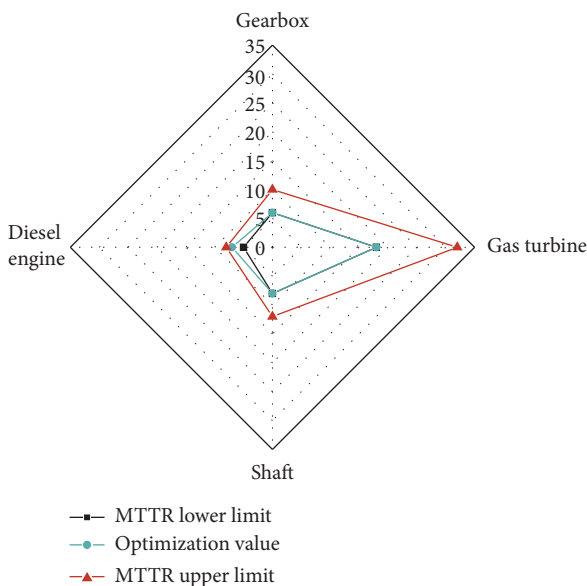 Gearbox
35
30
25
20
15
10
5
0
Diesel
engine
Gas turbine
Shaft
MTTR lower limit
Optimization value
MTTR upper limit